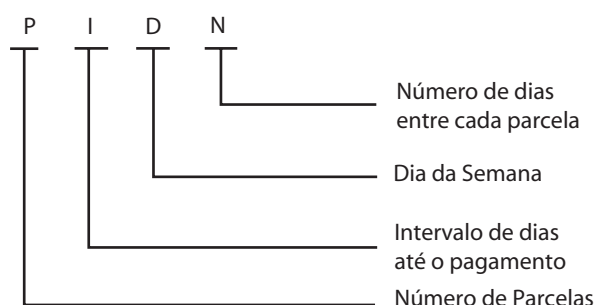 P I D N
Número de dias
entre cada parcela
Dia da Semana
Intervalo de dias
até o pagamento
Número de Parcelas